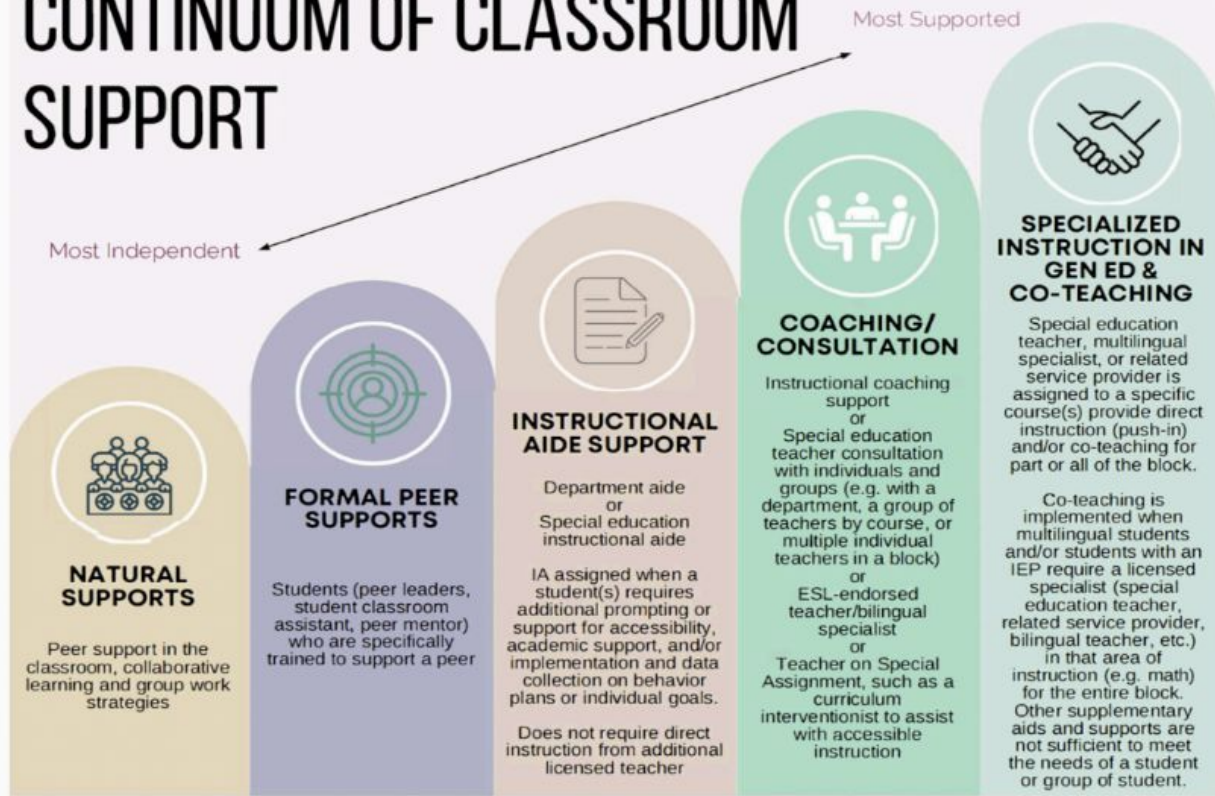 CONTINUUM OF CLASSROOM
SUPPORT
Most Supported
Most Independent
NATURAL
SUPPORTS
Peer support in the
classroom, collaborative
learning and group work
strategies
FORMAL PEER
SUPPORTS
Students (peer leaders,
student classroom
assistant, peer mentor)
who are specifically
trained to support a peer
INSTRUCTIONAL
AIDE SUPPORT
Department aide
or
Special education
instructional aide
IA assigned when a
student(s) requires
additional prompting or
support for accessibility,
academic support, and/or
implementation and data
collection on behavior
plans or individual goals.
Does not require direct
instruction from additional
licensed teacher
COACHING/
CONSULTATION
Instructional coaching
support
or
Special education
teacher consultation
with individuals and
groups (e.g. with a
department, a group of
teachers by course, or
multiple individual
teachers in a block)
or
ESL-endorsed
teacher/bilingual
specialist
or
Teacher on Special
Assignment, such as a
curriculum
interventionist to assist
with accessible
instruction
SPECIALIZED
INSTRUCTION IN
GEN ED &
CO-TEACHING
Special education
teacher, multilingual
specialist, or related
service provider is
assigned to a specific
course(s) provide direct
instruction (push-in)
and/or co-teaching for
part or all of the block.
Co-teaching is
implemented when
multilingual students
and/or students with an
IEP require a licensed
specialist (special
education teacher,
related service provider,
bilingual teacher, etc.)
in that area of
instruction (e.g. math)
for the entire block.
Other supplementary
aids and supports are
not sufficient to meet
the needs of a student
or group of student.